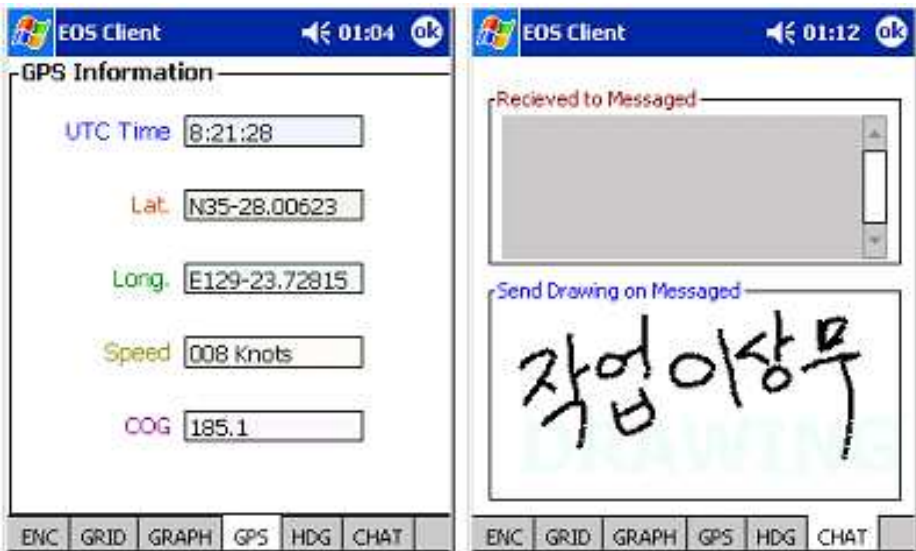 EOS Client 01:04 ok
GPS Information
UTC Time 8:21:28
Lat. N35-28.00623
Long. E129-23.72815
Speed 008 Knots
COG 185.1
ENC GRID GRAPH GPS HDG CHAT
EOS Client 01:12 ok
Recieved to Messaged
Send Drawing on Messaged
작업이상무
DRAWING
ENC GRID GRAPH GPS HDG CHAT